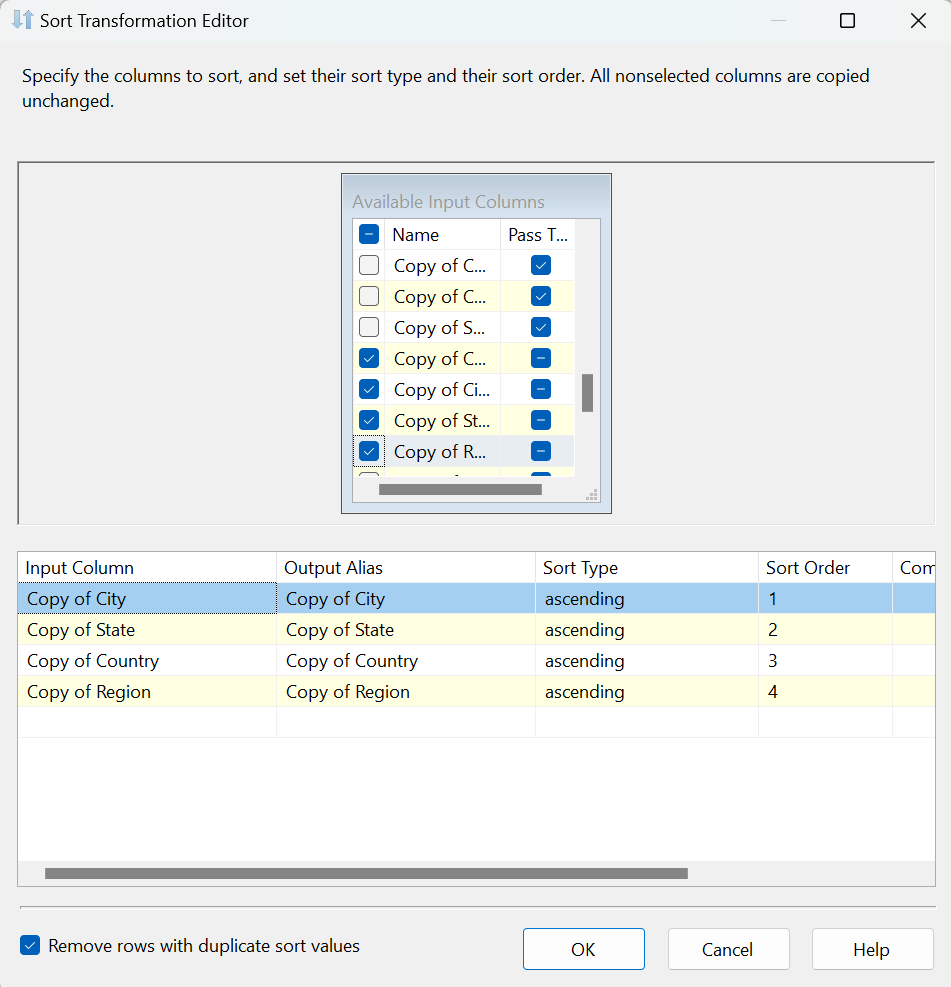 Sort Transformation Editor
Specify the columns to sort, and set their sort type and their sort order. All nonselected columns are copied
unchanged.
Available Input Columns
Name Pass T...
Copy of C...
Copy of C...
Copy of S...
Copy of C...
Copy of Ci...
Copy of St...
Copy of R...
Input Column Output Alias Sort Type Sort Order Com
Copy of City Copy of City ascending 1
Copy of State Copy of State ascending 2
Copy of Country Copy of Country ascending 3
Copy of Region Copy of Region ascending 4
Remove rows with duplicate sort values OK Cancel Help